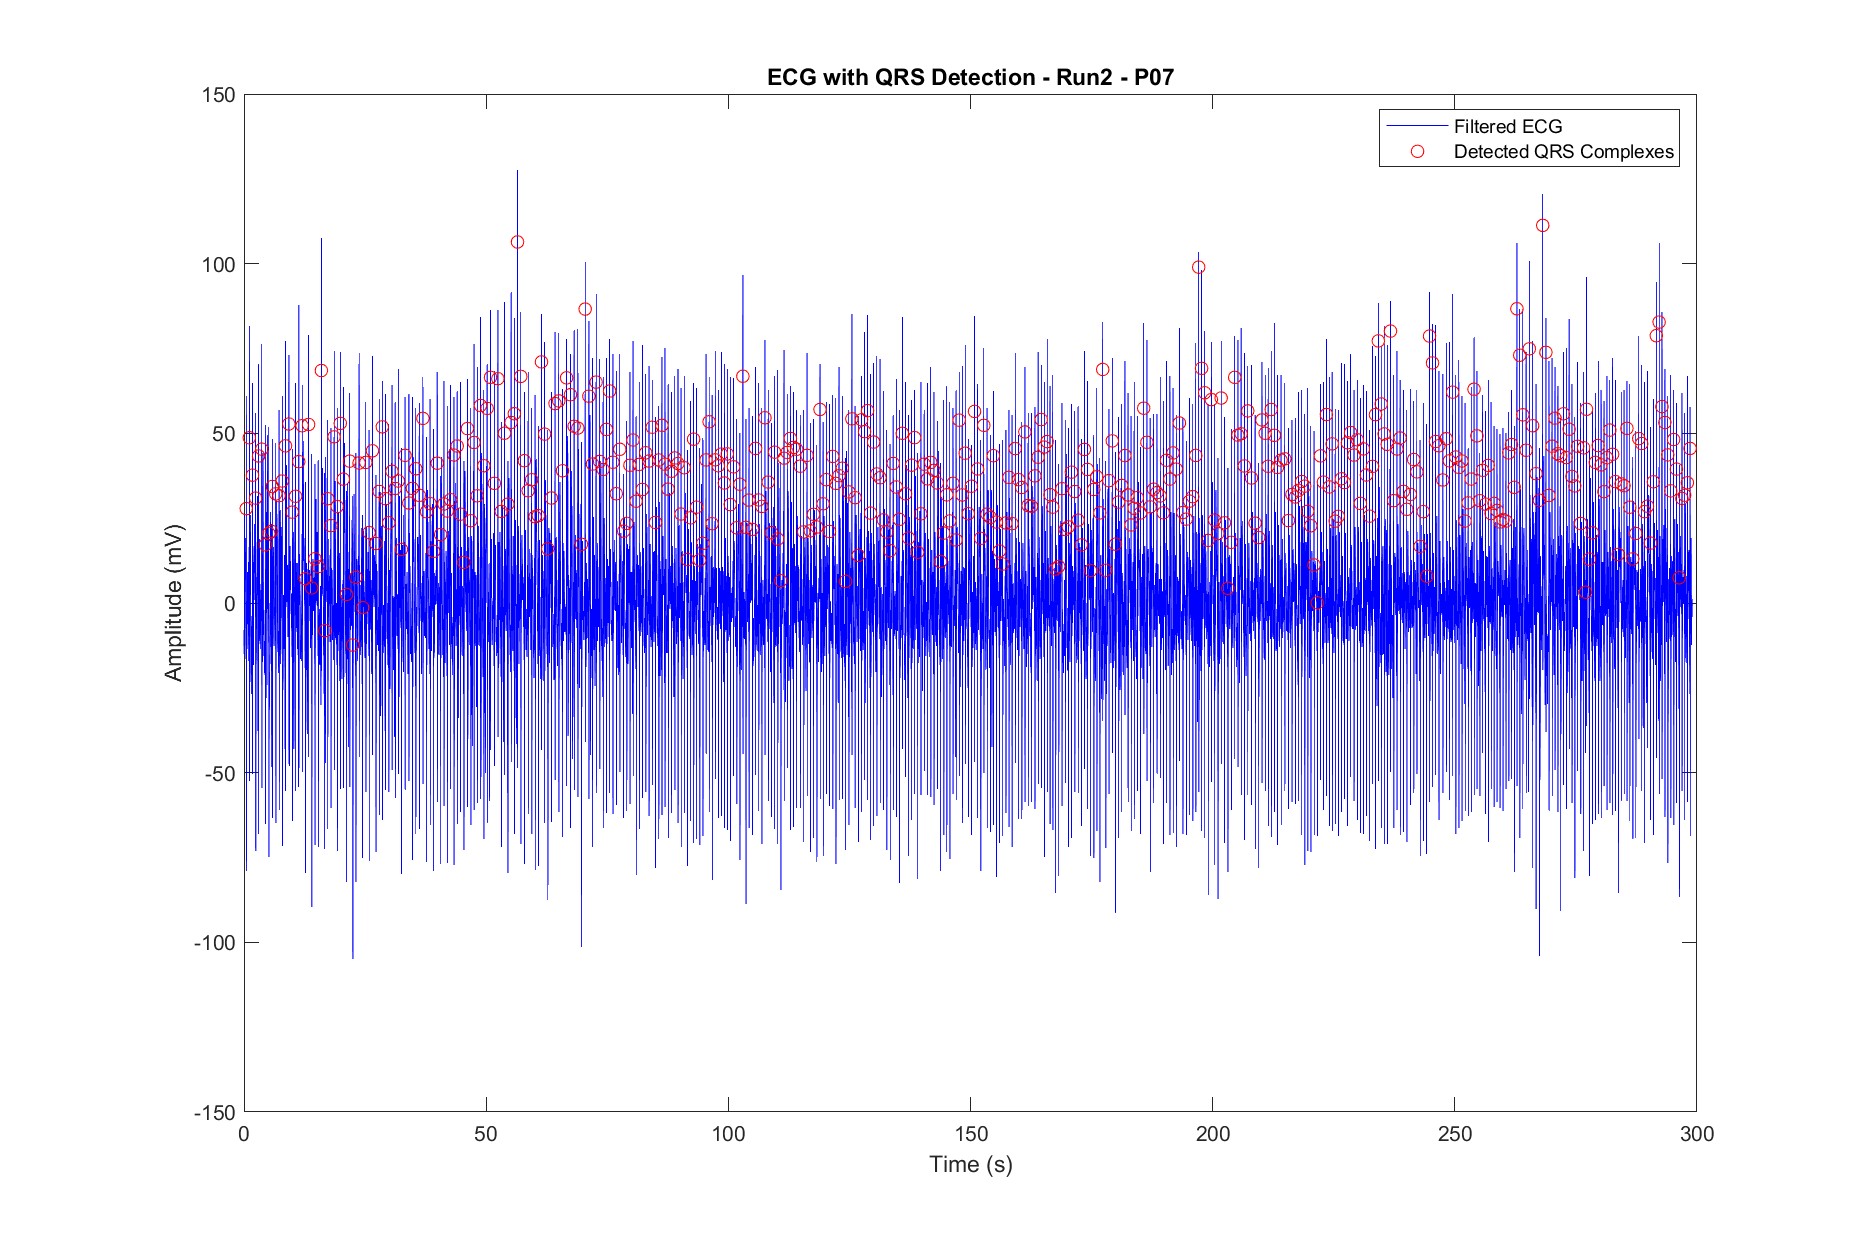 ECG with QRS Detection - Run2 - P07
Filtered ECG
Detected QRS Complexes
150
100
50
0
-50
-100
-150
Amplitude (mV)
0 50 100 150 200 250 300
Time (s)